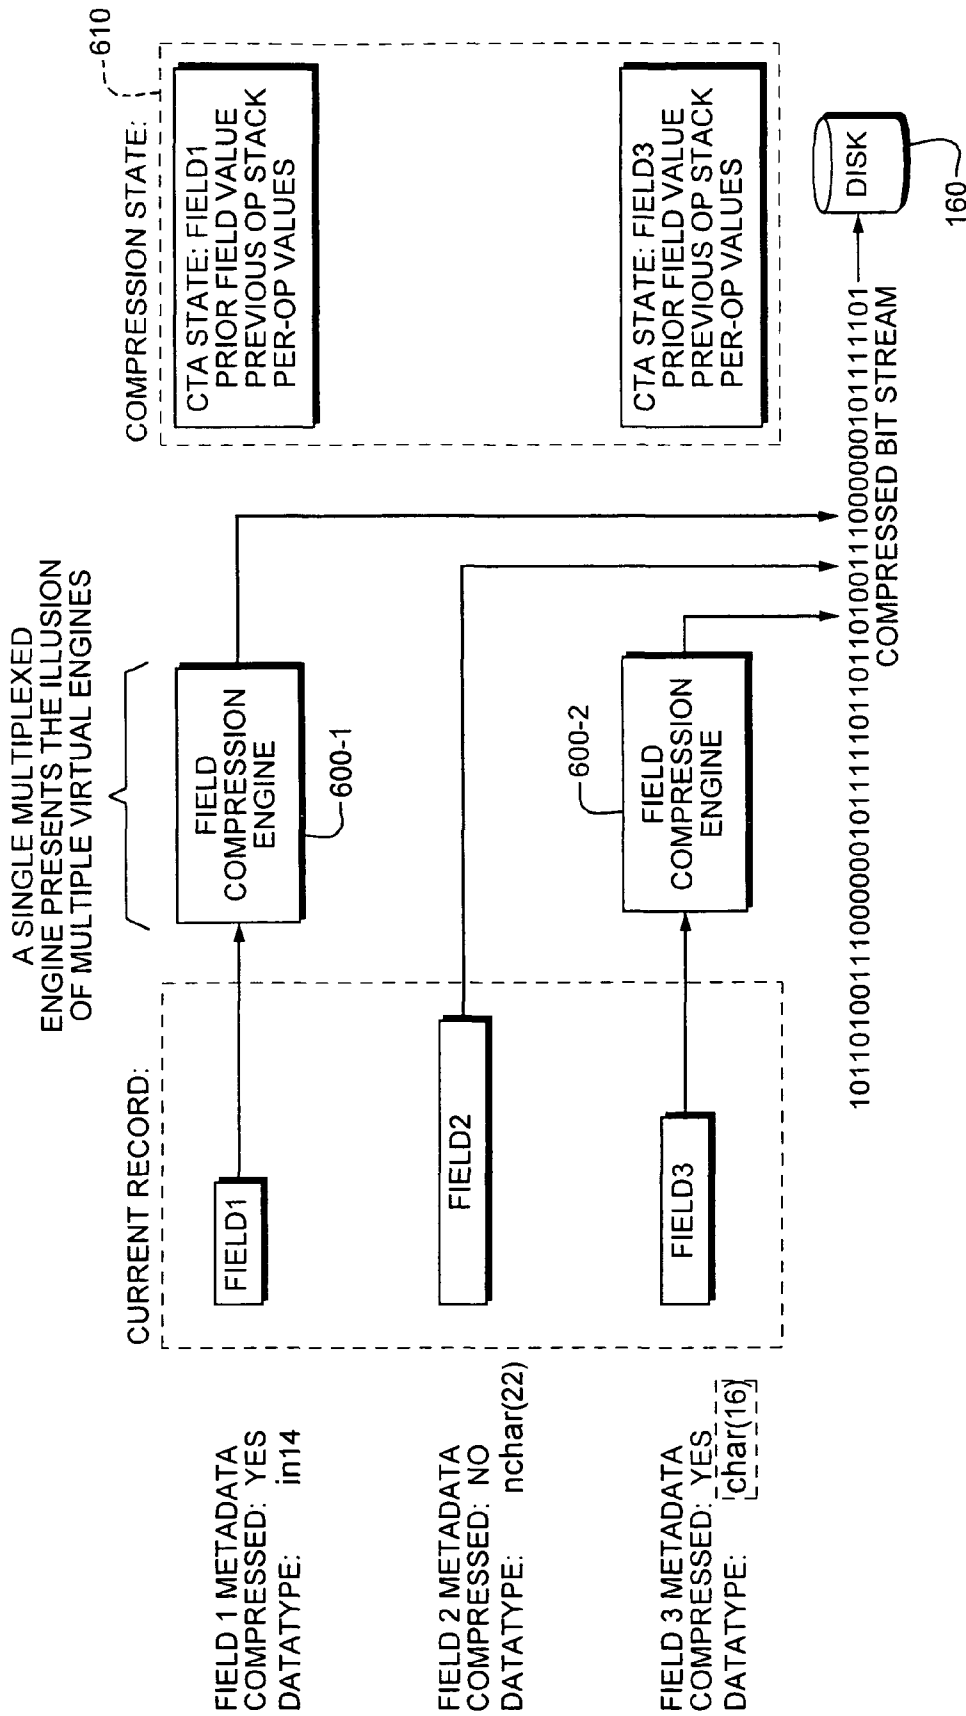 FIELD 1 METADATA
COMPRESSED: YES
DATATYPE: in14
FIELD 2 METADATA
COMPRESSED: NO
DATATYPE: nchar(22)
FIELD 3 METADATA
COMPRESSED: YES
DATATYPE: char(16)
CURRENT RECORD:
FIELD1
FIELD2
FIELD3
A SINGLE MULTIPLEXED
ENGINE PRESENTS THE ILLUSION
OF MULTIPLE VIRTUAL ENGINES
FIELD
COMPRESSION
ENGINE
600-1
600-2
FIELD
COMPRESSION
ENGINE
COMPRESSION STATE:
610
CTA STATE: FIELD1
PRIOR FIELD VALUE
PREVIOUS OP STACK
PER-OP VALUES
CTA STATE: FIELD3
PRIOR FIELD VALUE
PREVIOUS OP STACK
PER-OP VALUES
COMPRESSED BIT STREAM
DISK
160